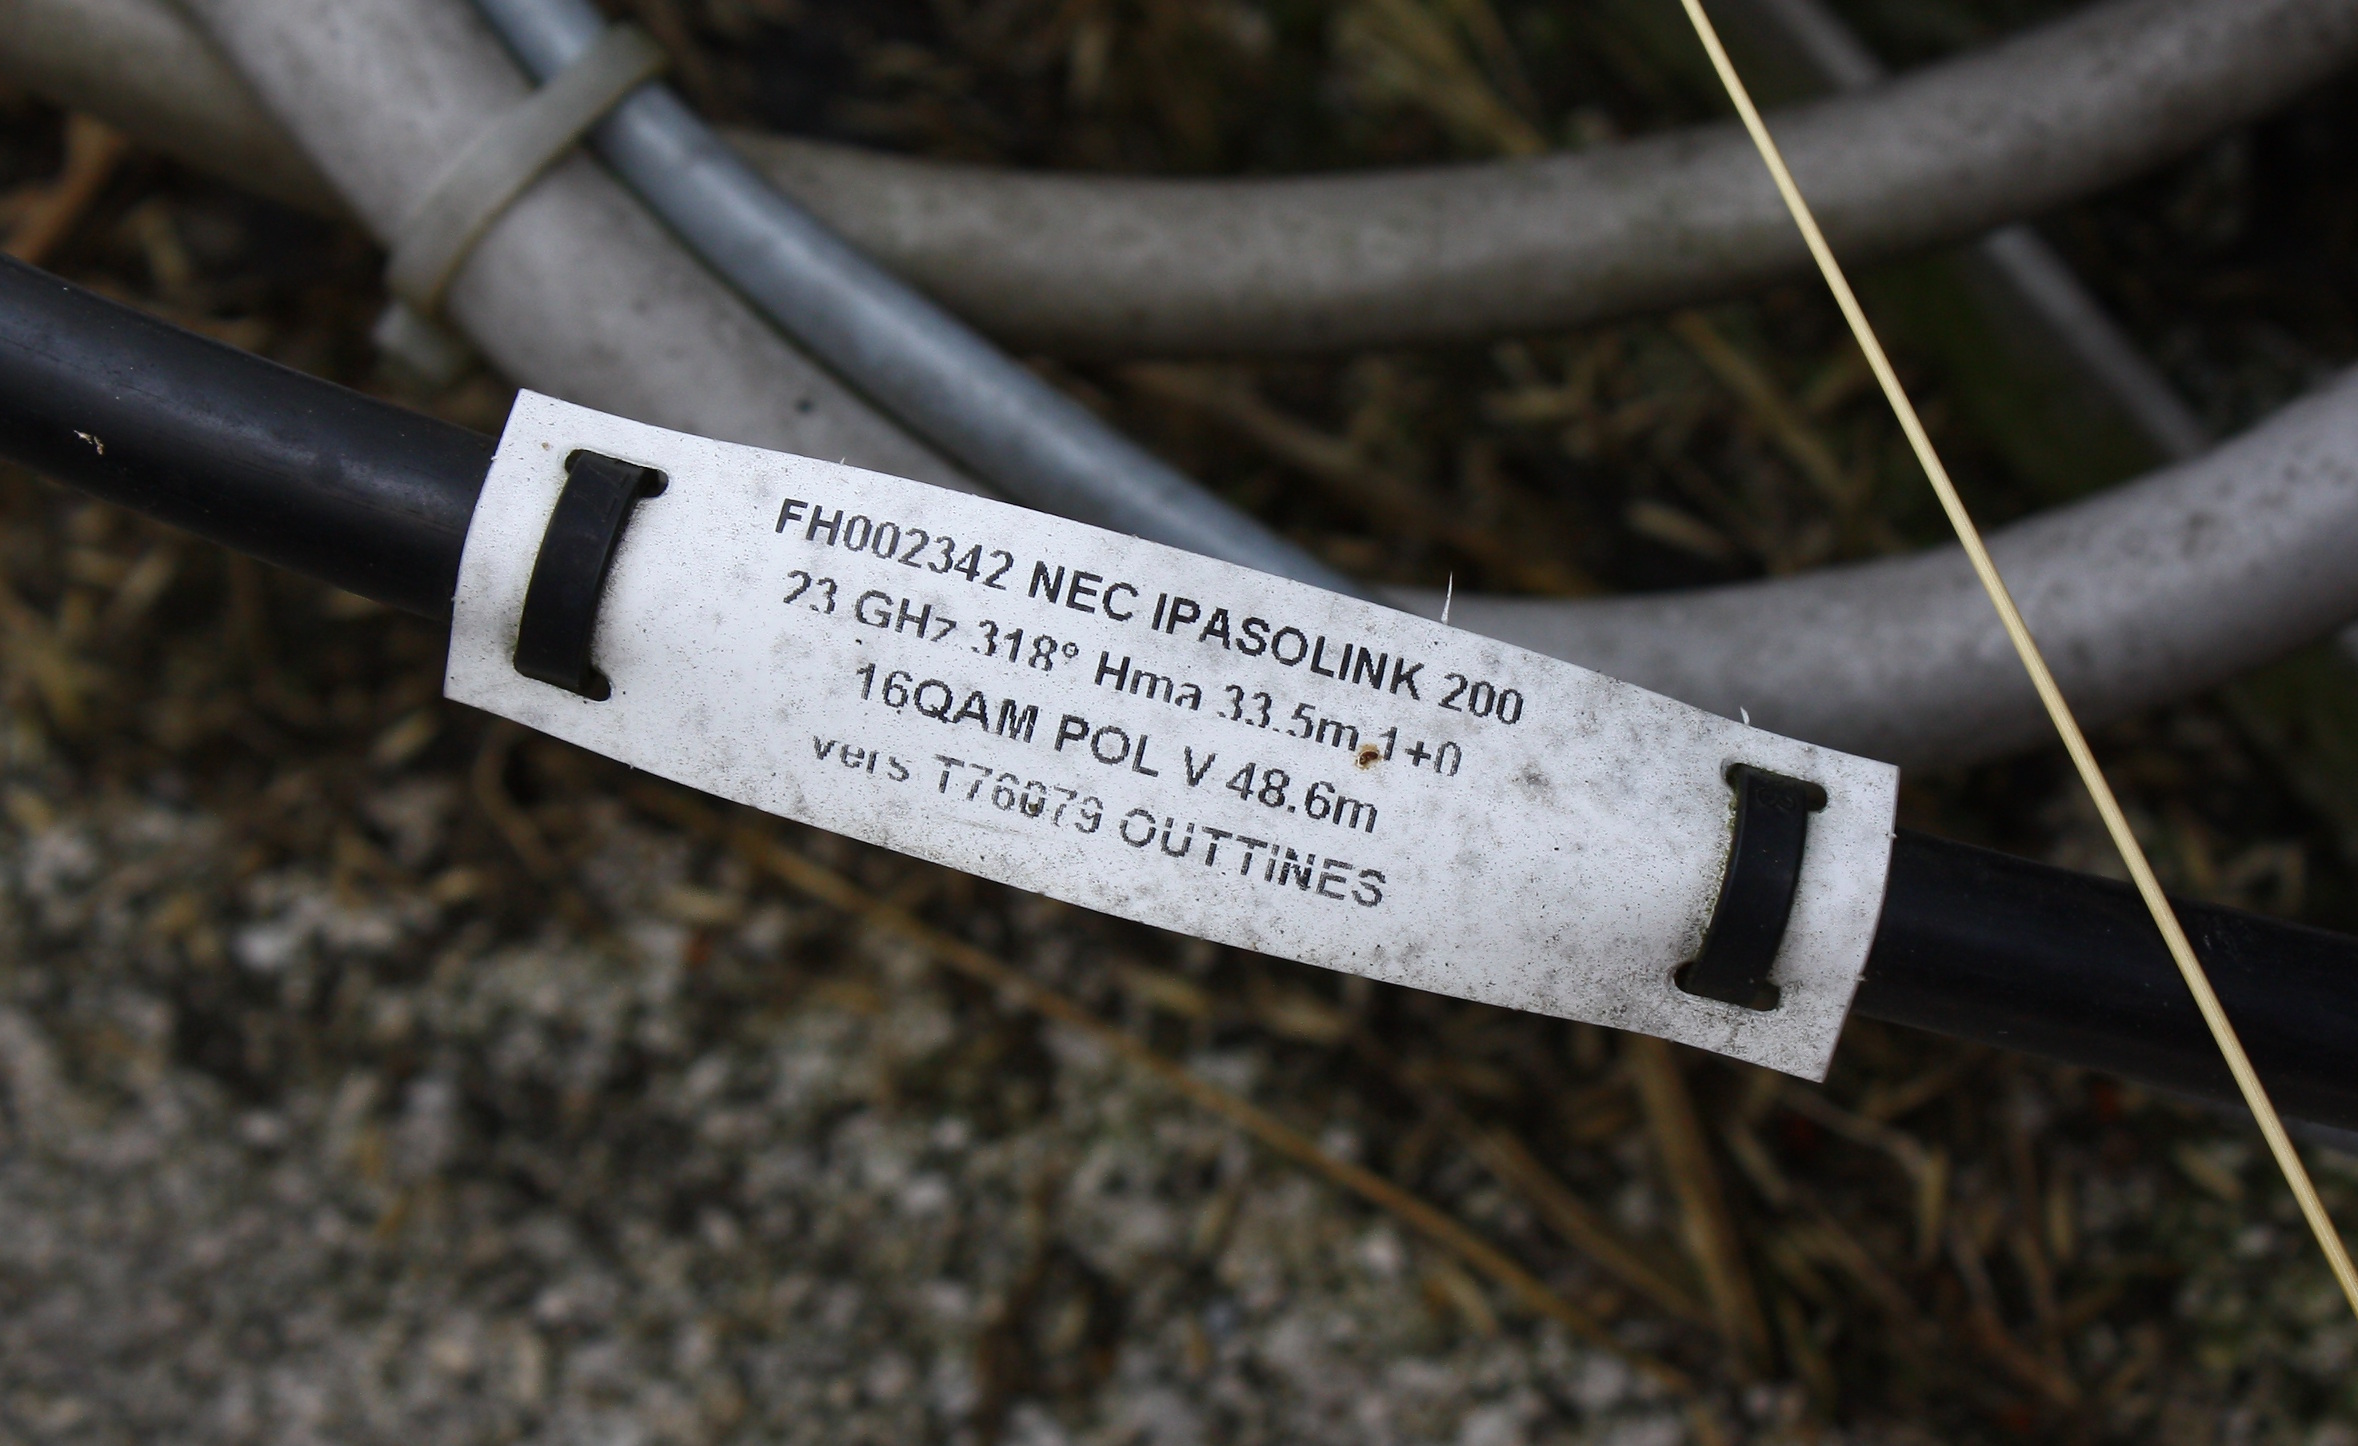 FH002342 NEC IPASOLINK 200
23 GHz 318° Hma 33.5m 1+0
16QAM POL V 48.6m
vers T76079 OUTTINES